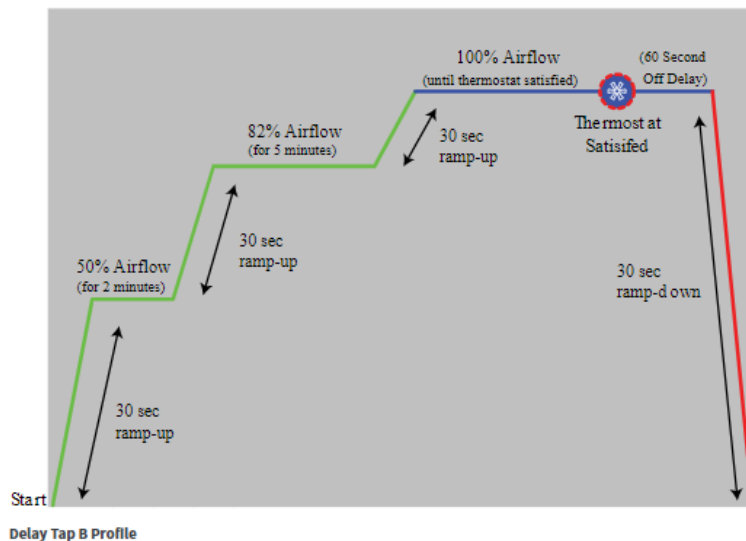 100% Airflow
(until thermostat satisfied)
(60 Second
Off Delay)
82% Airflow
(for 5 minutes)
30 sec
ramp-up
Thermost at
Satisifed
50% Airflow
(for 2 minutes)
30 sec
ramp-up
30 sec
ramp-d own
30 sec
ramp-up
Start
Delay Tap B Profile